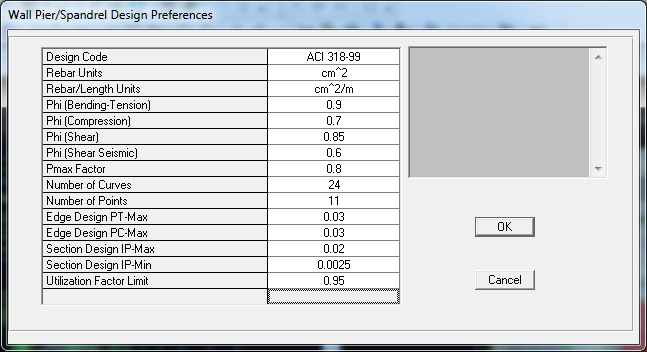 Wall Pier/Spandrel Design Preferences
Design Code ACI 318-99
Rebar Units cm^2
Rebar/Length Units cm^2/m
Phi (Bending-Tension) 0.9
Phi (Compression) 0.7
Phi (Shear) 0.85
Phi (Shear Seismic) 0.6
Pmax Factor 0.8
Number of Curves 24
Number of Points 11
Edge Design PT-Max 0.03
Edge Design PC-Max 0.03
Section Design IP-Max 0.02
Section Design IP-Min 0.0025
Utilization Factor Limit 0.95
OK
Cancel